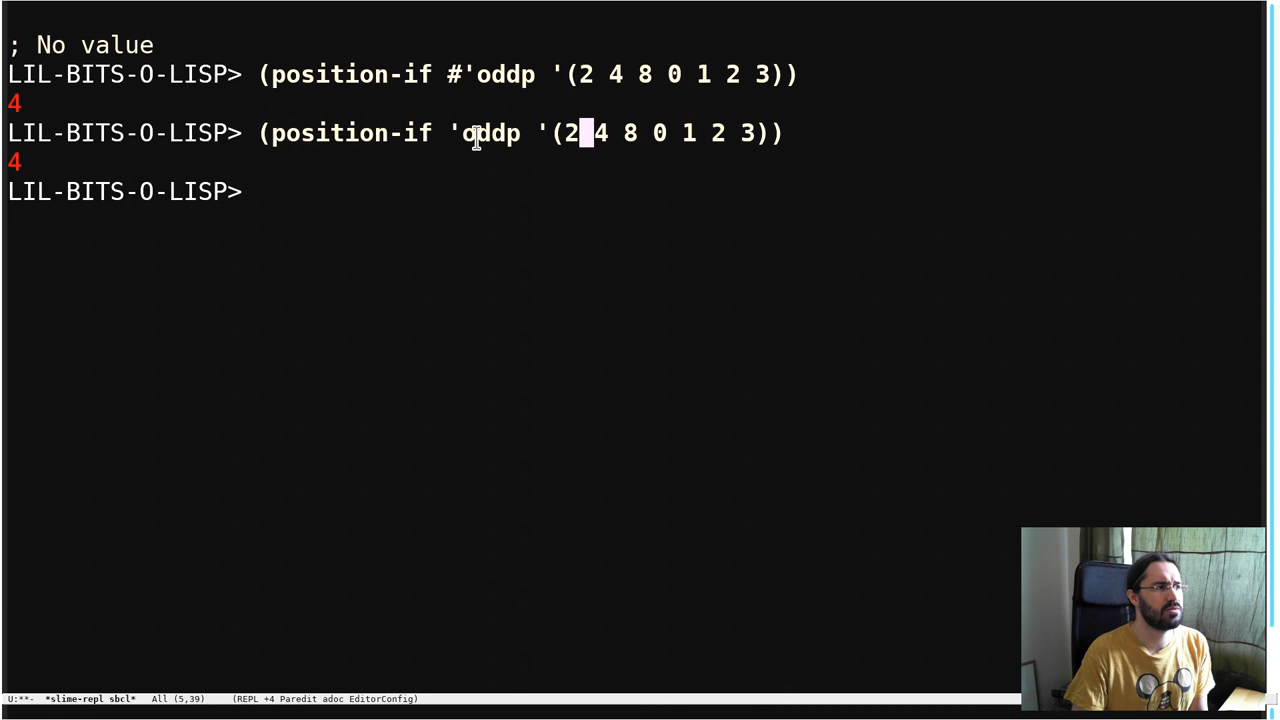 ; No value
LIL-BITS-O-LISP> (position-if #'oddp '(2 4 8 0 1 2 3))
4
LIL-BITS-O-LISP> (position-if 'oddp '(2 4 8 0 1 2 3))
4
LIL-BITS-O-LISP>
U:**-  *slime-repl sbcl*   All (5,39)     (REPL +4 Paredit adoc EditorConfig)